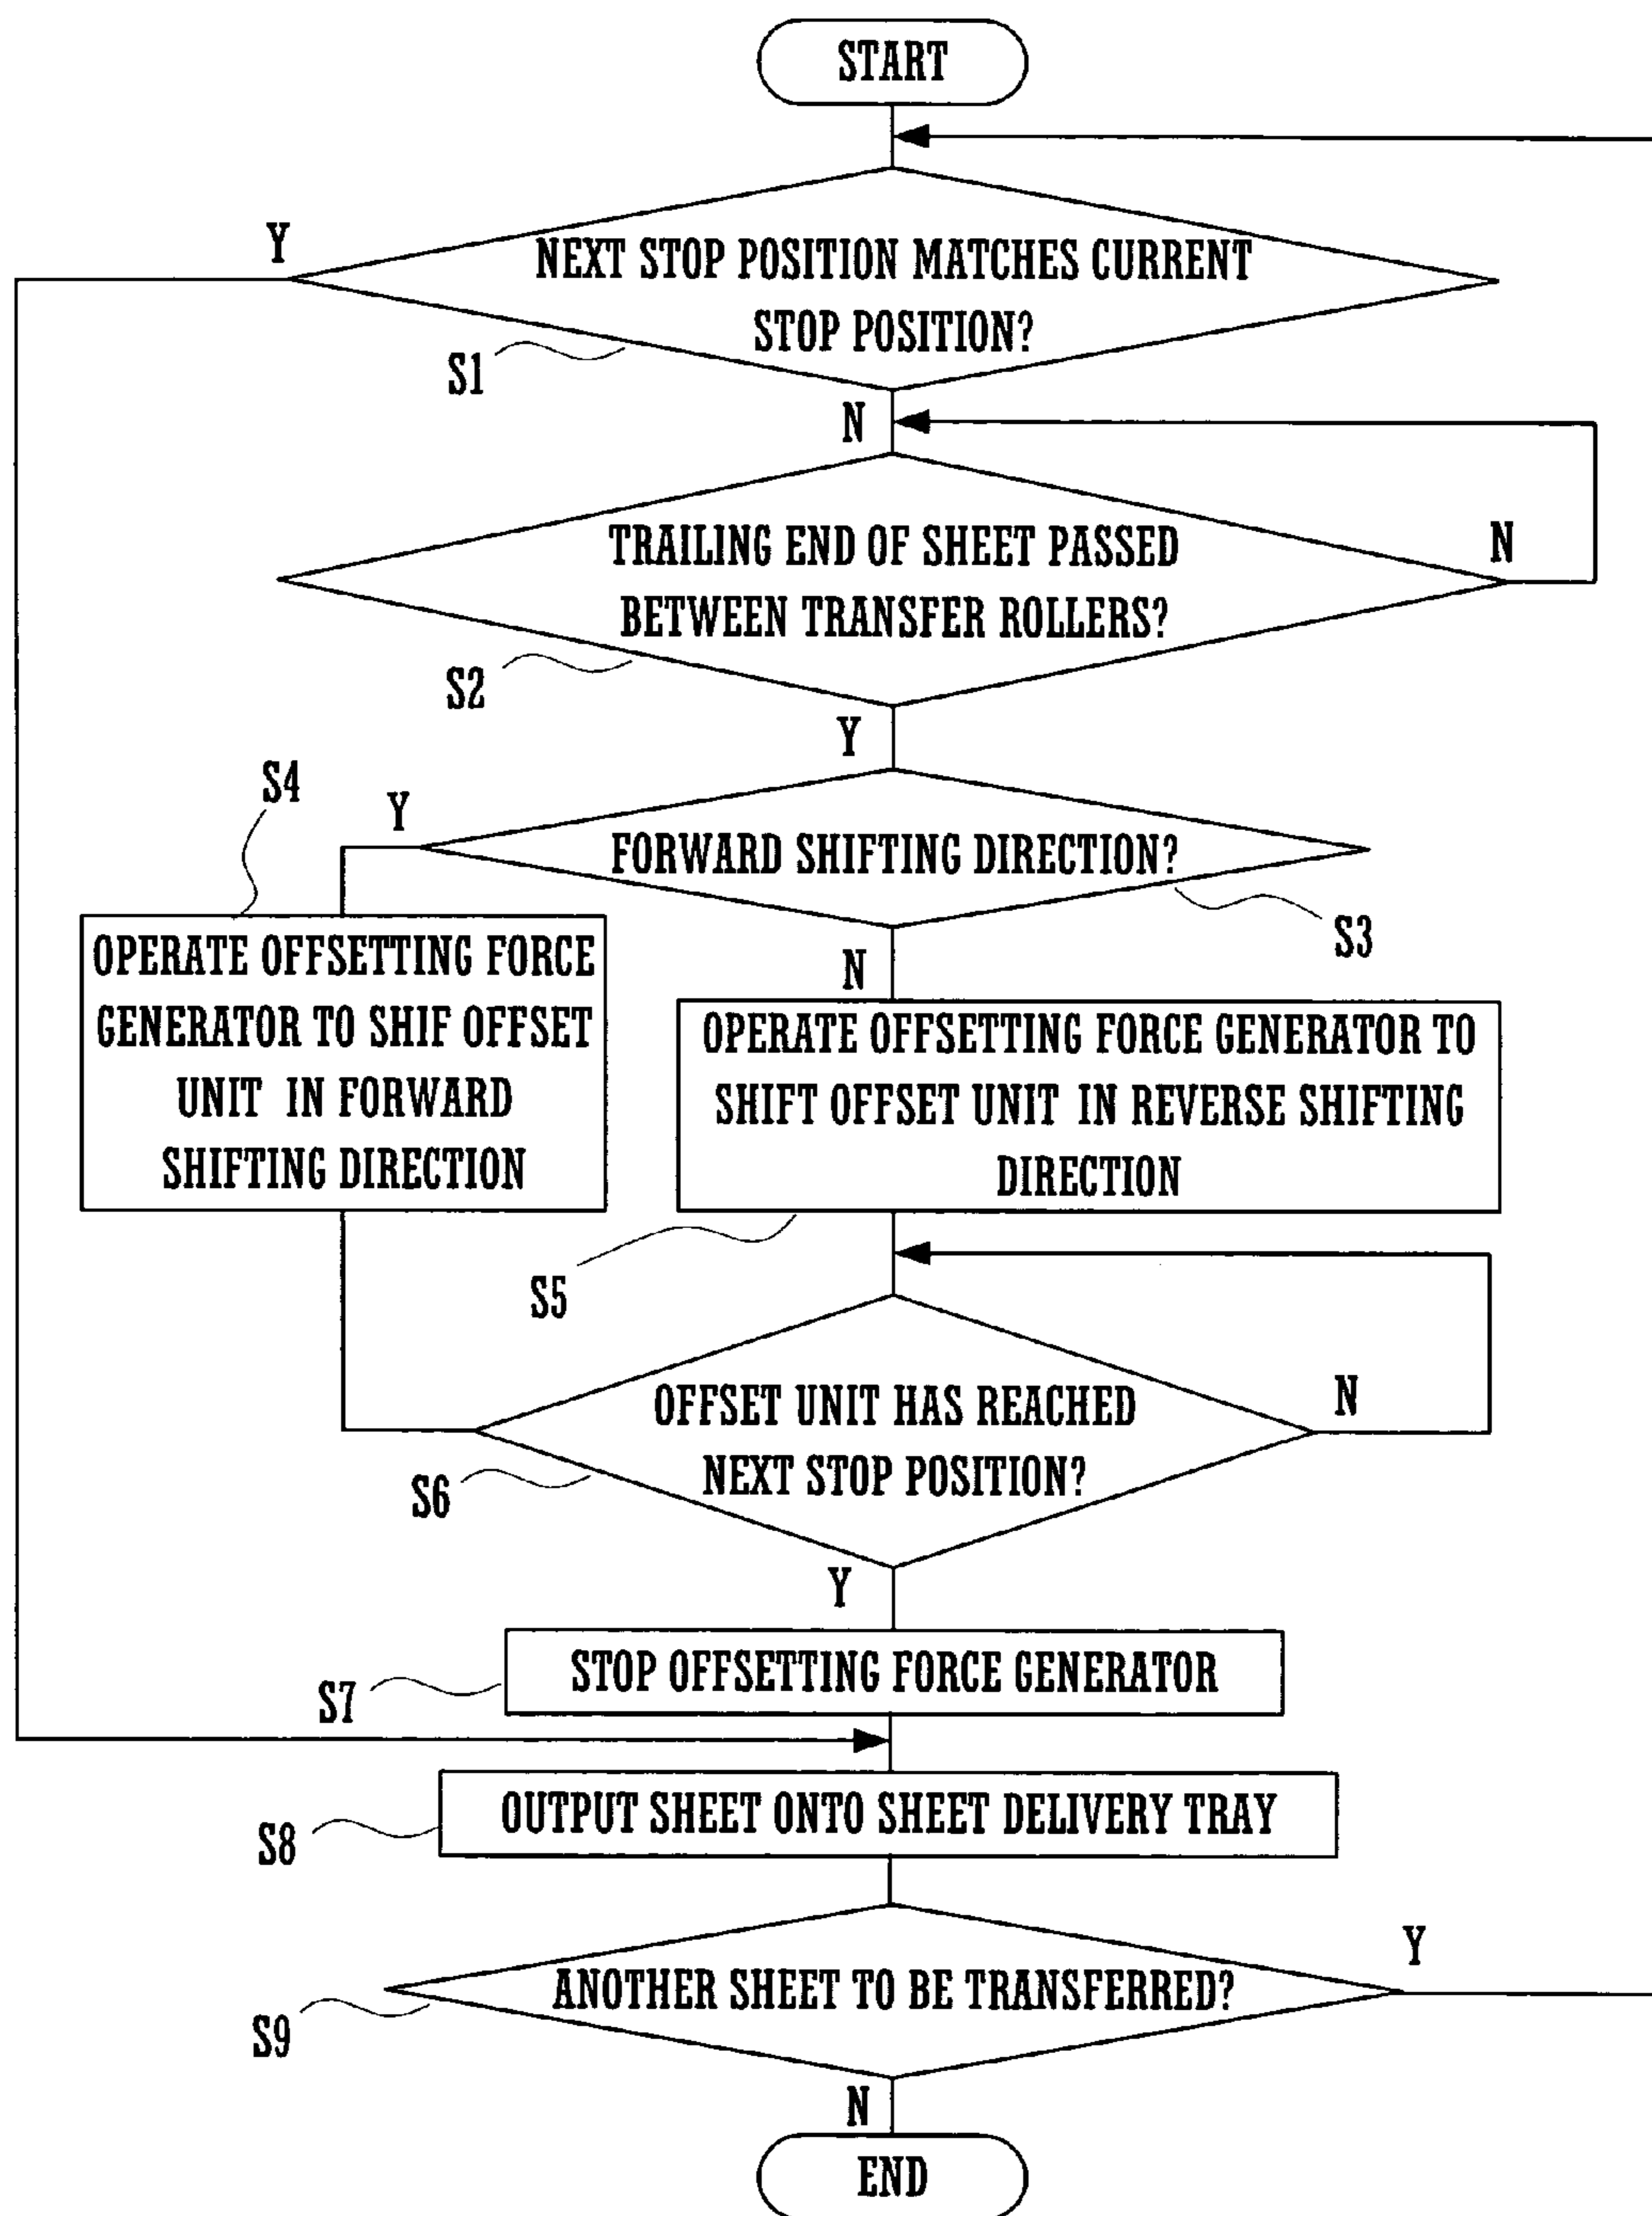 START
Y
NEXT STOP POSITION MATCHES CURRENT
STOP POSITION?
S1
N
TRAILING END OF SHEET PASSED
BETWEEN TRANSFER ROLLERS?
N
S2
Y
S4
Y
FORWARD SHIFTING DIRECTION?
S3
N
OPERATE OFFSETTING FORCE
GENERATOR TO SHIF OFFSET
UNIT IN FORWARD
SHIFTING DIRECTION
OPERATE OFFSETTING FORCE GENERATOR TO
SHIFT OFFSET UNIT IN REVERSE SHIFTING
DIRECTION
S5
OFFSET UNIT HAS REACHED
NEXT STOP POSITION?
N
S6
Y
STOP OFFSETTING FORCE GENERATOR
S7
OUTPUT SHEET ONTO SHEET DELIVERY TRAY
S8
ANOTHER SHEET TO BE TRANSFERRED?
Y
S9
N
END